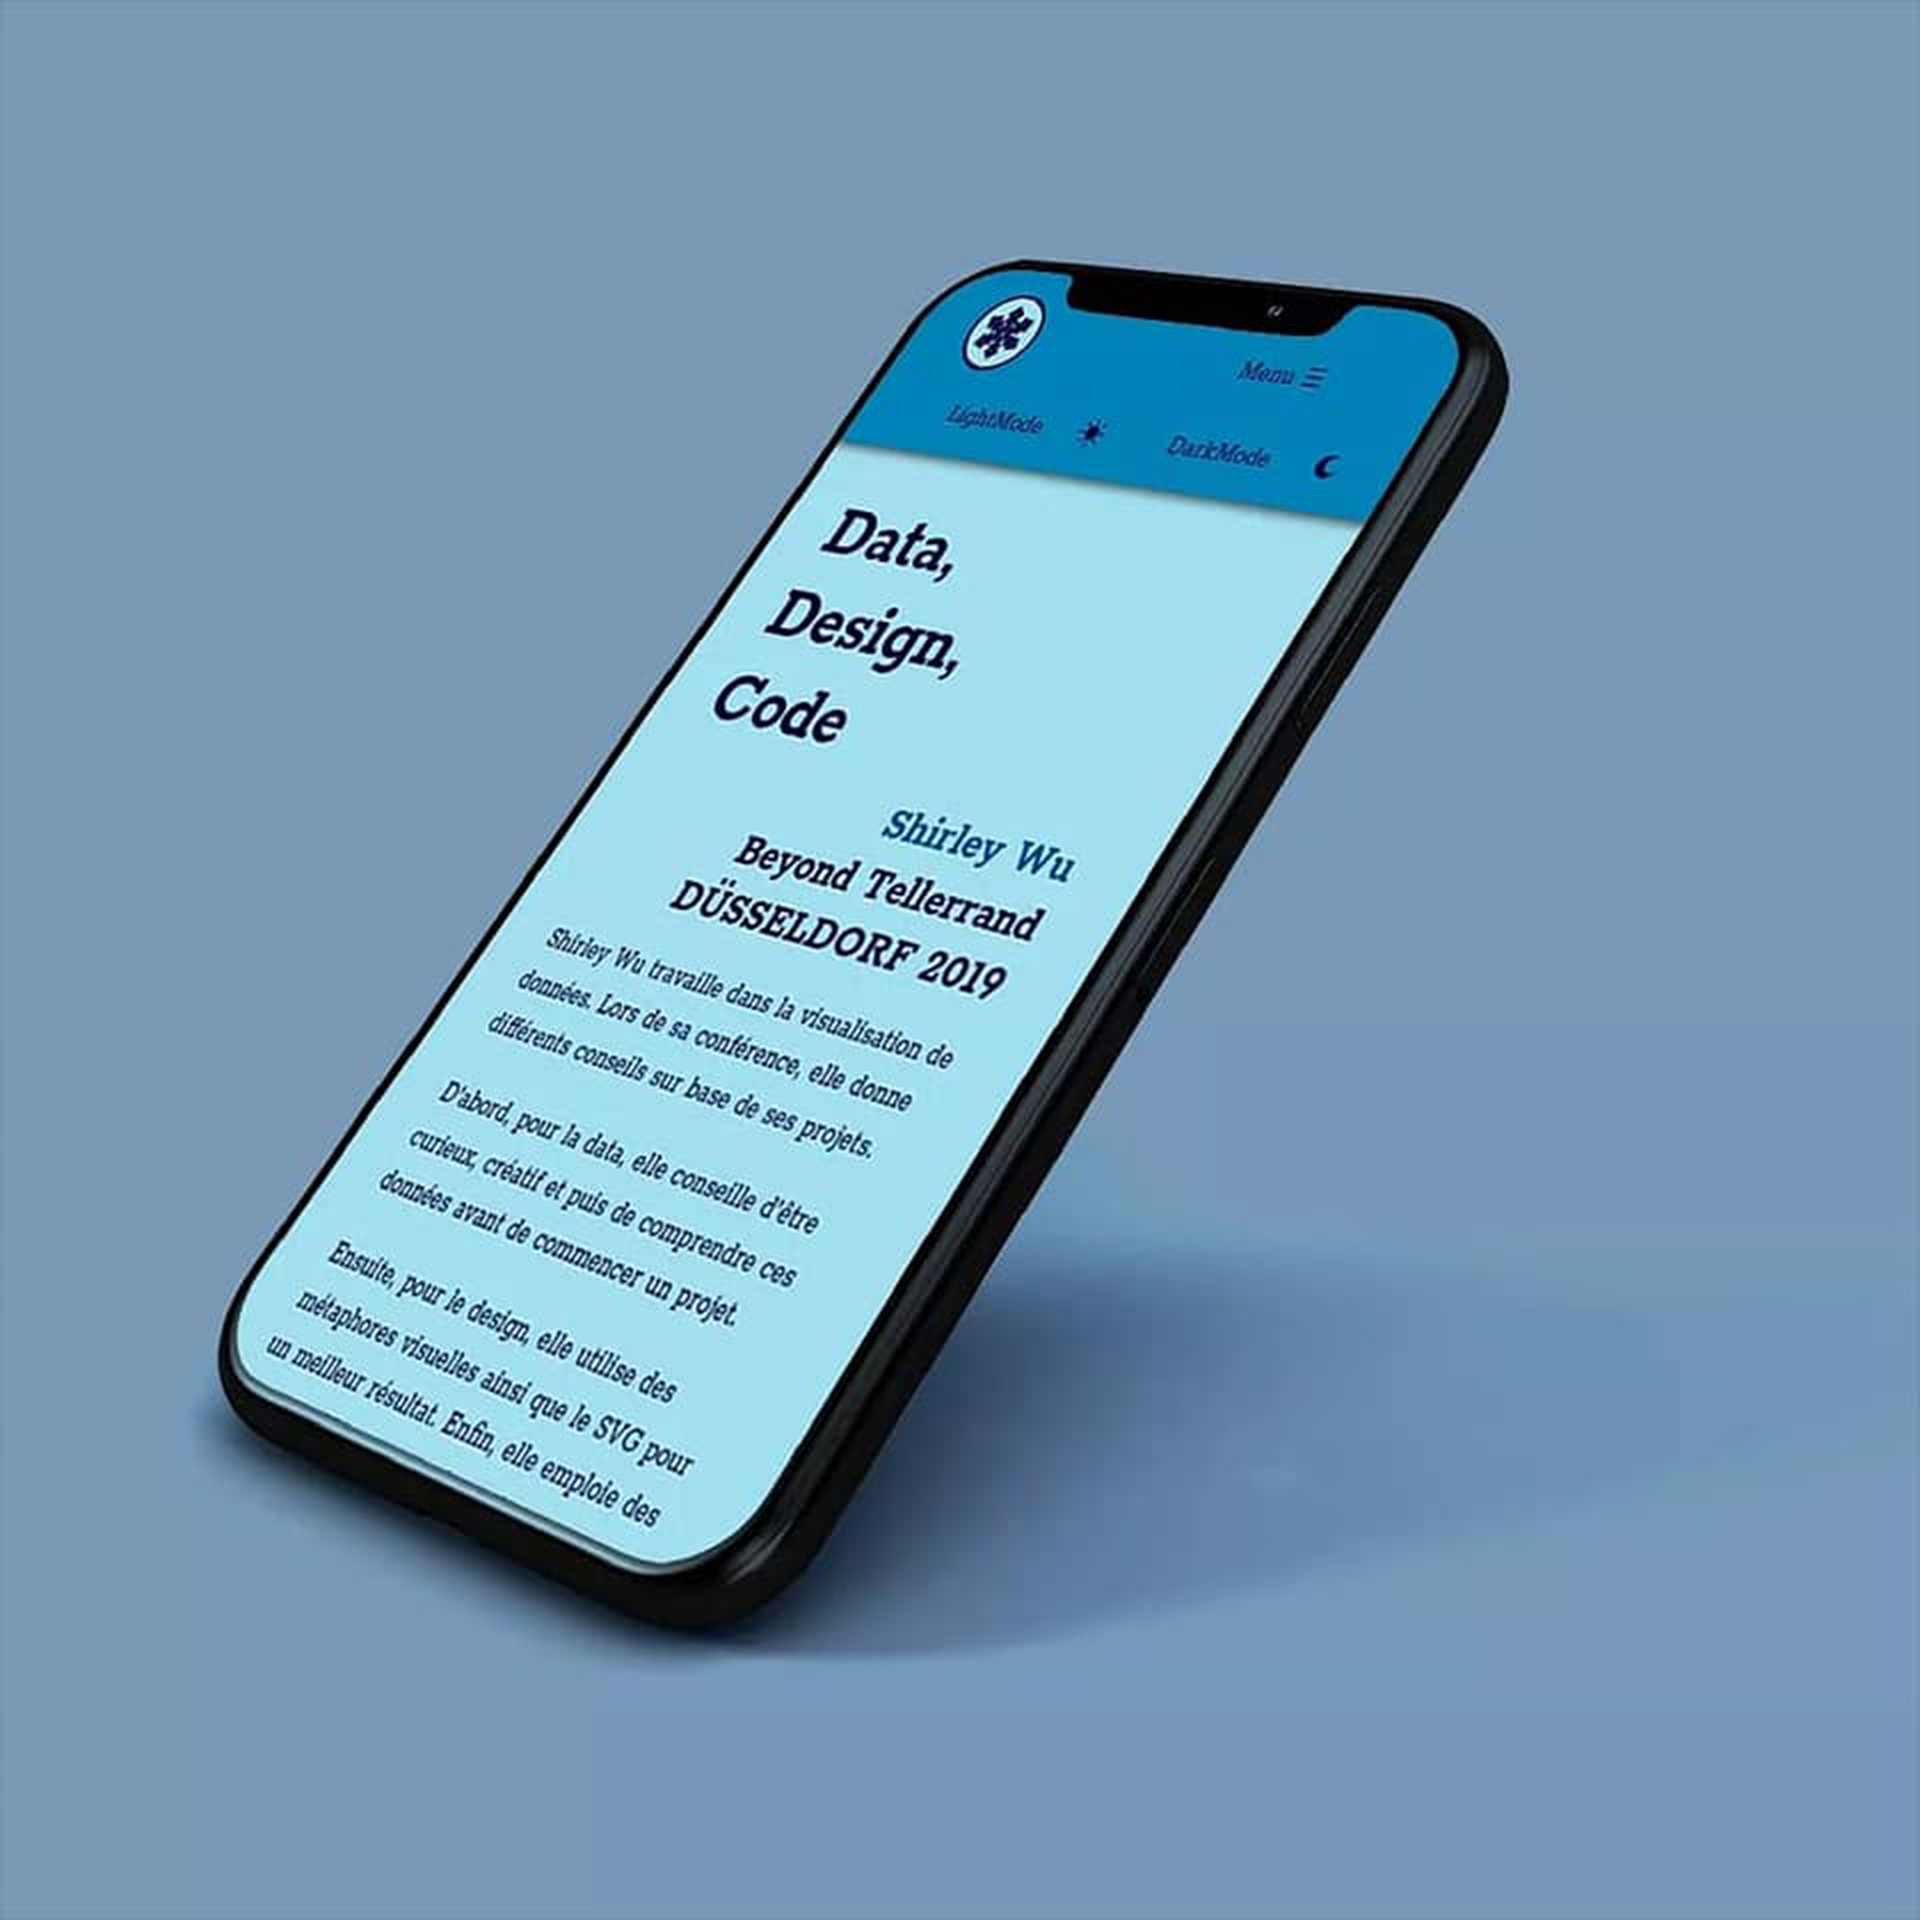 Menu
LightMode
DarkMode
Data,
Design,
Code
Shirley Wu
Beyond Tellerrand
DÜSSELDORF 2019
Shirley Wu travaille dans la visualisation de
données. Lors de sa conférence, elle donne
différents conseils sur base de ses projets.
D'abord, pour la data, elle conseille d'être
curieux, créatif et puis de comprendre ces
données avant de commencer un projet.
Ensuite, pour le design, elle utilise des
métaphores visuelles ainsi que le SVG pour
un meilleur résultat. Enfin, elle emploie des